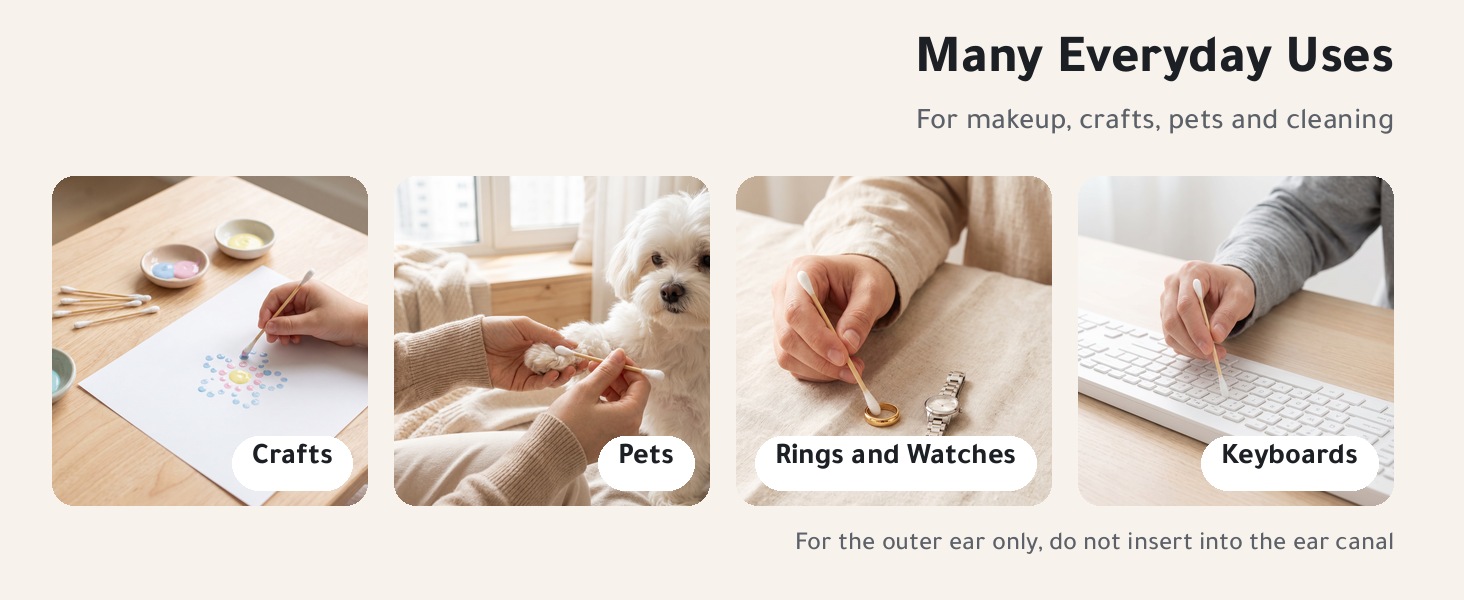 Many Everyday Uses
For makeup, crafts, pets and cleaning
Crafts
Pets
Rings and Watches
Keyboards
For the outer ear only, do not insert into the ear canal